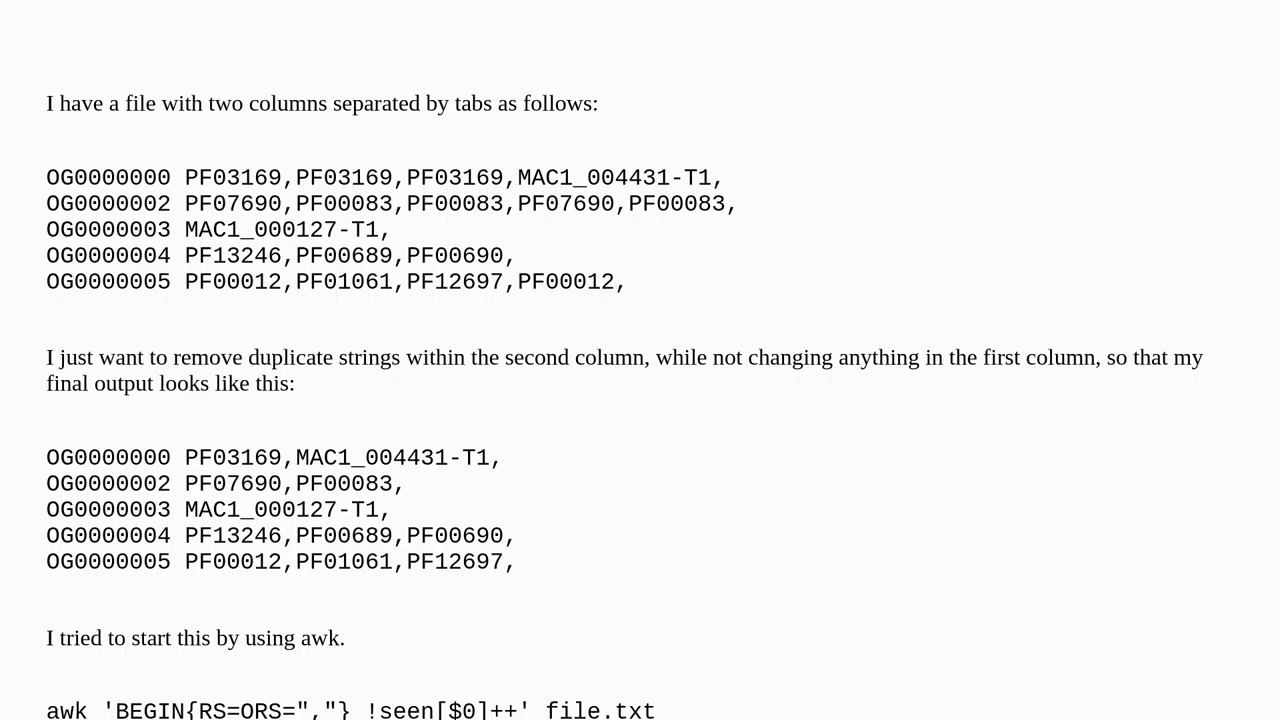 I have a file with two columns separated by tabs as follows:
OG0000000 PF03169,PF03169,PF03169,MAC1_004431-T1,
OG0000002 PF07690,PF00083,PF00083,PF07690,PF00083,
OG0000003 MAC1_000127-T1,
OG0000004 PF13246,PF00689,PF00690,
OG0000005 PF00012,PF01061,PF12697,PF00012,
I just want to remove duplicate strings within the second column, while not changing anything in the first column, so that my
final output looks like this:
OG0000000 PF03169,MAC1_004431-T1,
OG0000002 PF07690,PF00083,
OG0000003 MAC1_000127-T1,
OG0000004 PF13246,PF00689,PF00690,
OG0000005 PF00012,PF01061,PF12697,
I tried to start this by using awk.
awk 'BEGIN{RS=ORS=","} !seen[$0]++' file.txt